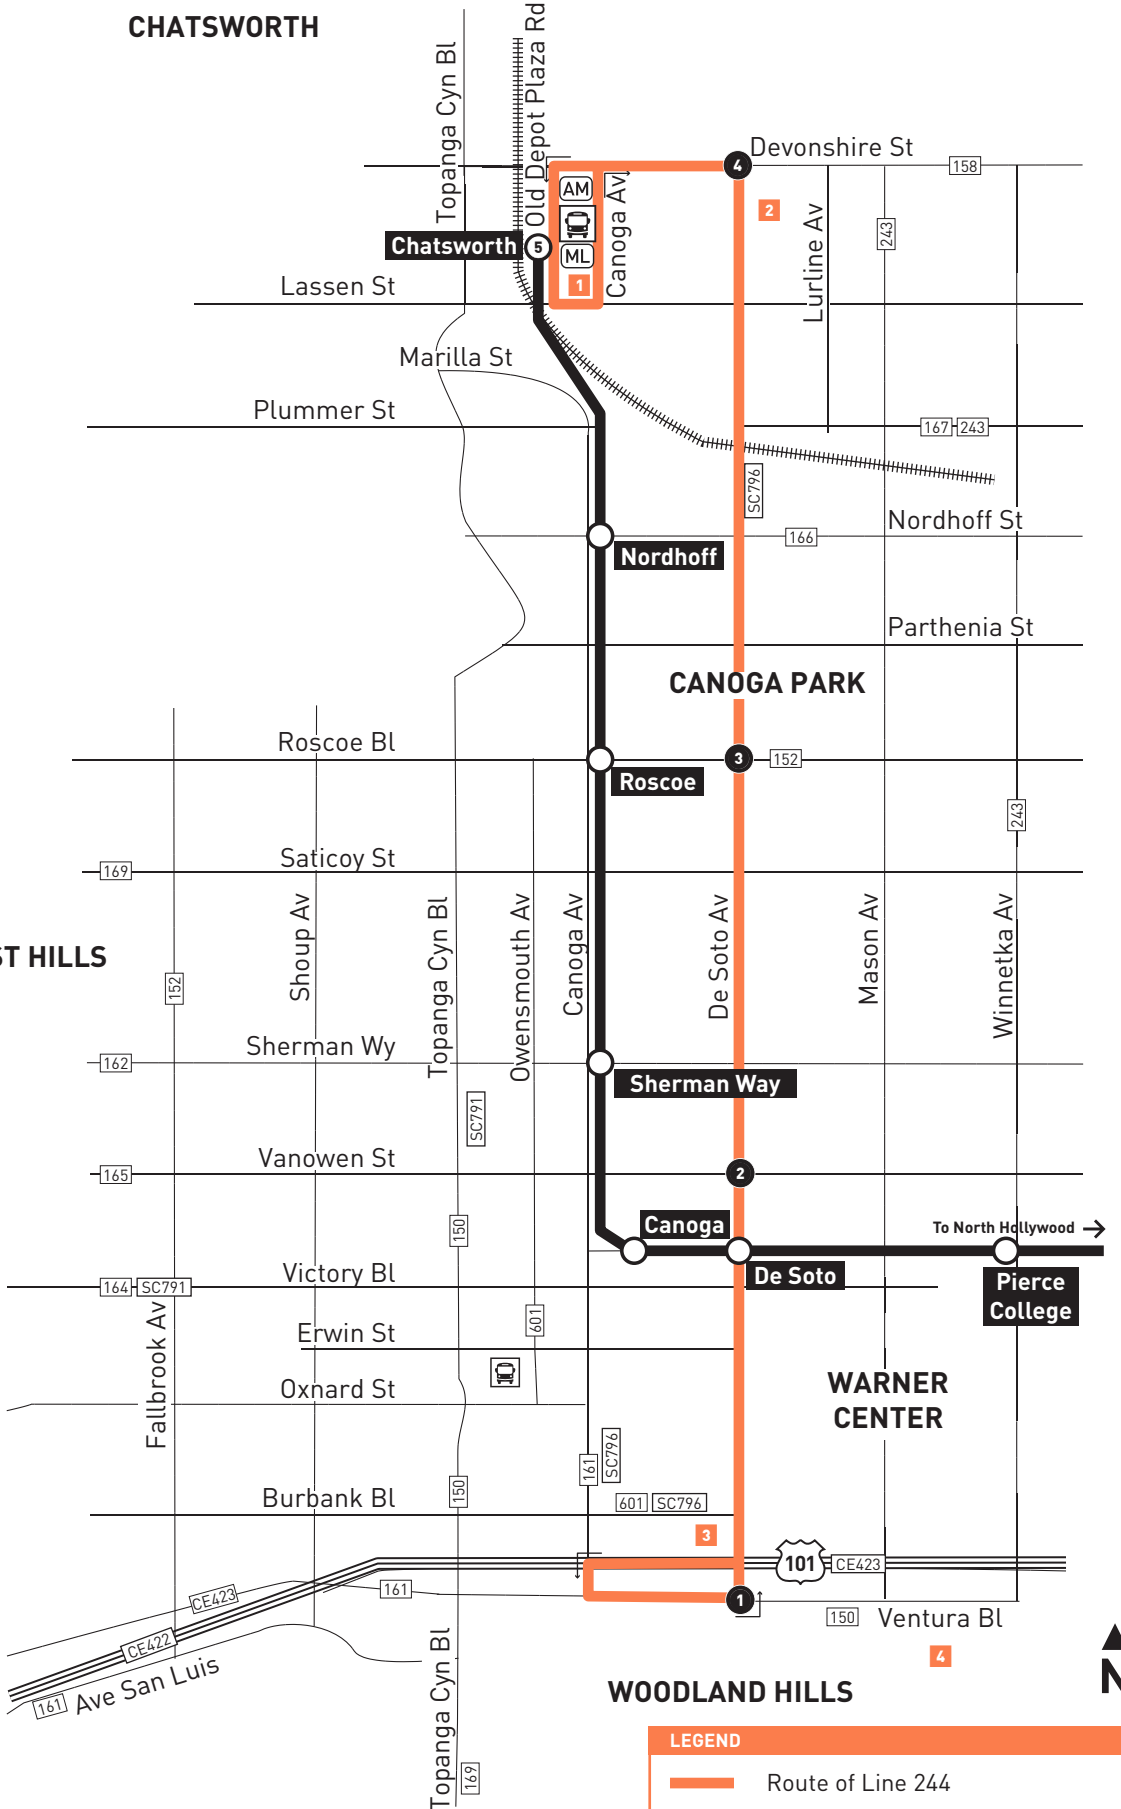 CHATSWORTH
Topanga Cyn Bl
Old Depot Plaza Rd
Devonshire St
4
158
AM
Canoga Av
2
Lurline Av
243
Chatsworth
5
ML
1
Lassen St
Marilla St
Plummer St
167
243
SC796
Nordhoff St
166
Nordhoff
Parthenia St
CANOGA PARK
Roscoe Bl
3
152
Roscoe
243
Saticoy St
169
Shoup Av
Topanga Cyn Bl
Owensmouth Av
Canoga Av
De Soto Av
Mason Av
Winnetka Av
ST HILLS
152
Sherman Wy
162
Sherman Way
SC791
Vanowen St
165
2
150
Canoga
To North Hollywood
De Soto
Pierce
College
Victory Bl
164
SC791
Fallbrook Av
601
Erwin St
Oxnard St
WARNER
CENTER
161
SC796
150
Burbank Bl
601
SC796
3
101
CE423
CE423
161
1
150
Ventura Bl
CE422
4
161
Ave San Luis
Topanga Cyn Bl
WOODLAND HILLS
N
169
LEGEND
Route of Line 244